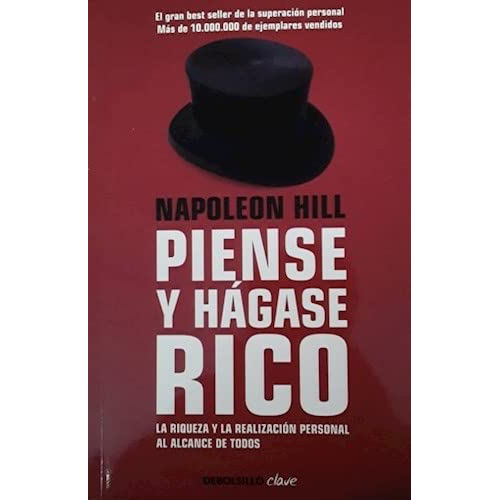 El gran best seller de la superación personal
Más de 10.000.000 de ejemplares vendidos
NAPOLEON HILL
PIENSE
Y HÁGASE
RICO
LA RIQUEZA Y LA REALIZACIÓN PERSONAL
AL ALCANCE DE TODOS
DEBOLSILLO clave